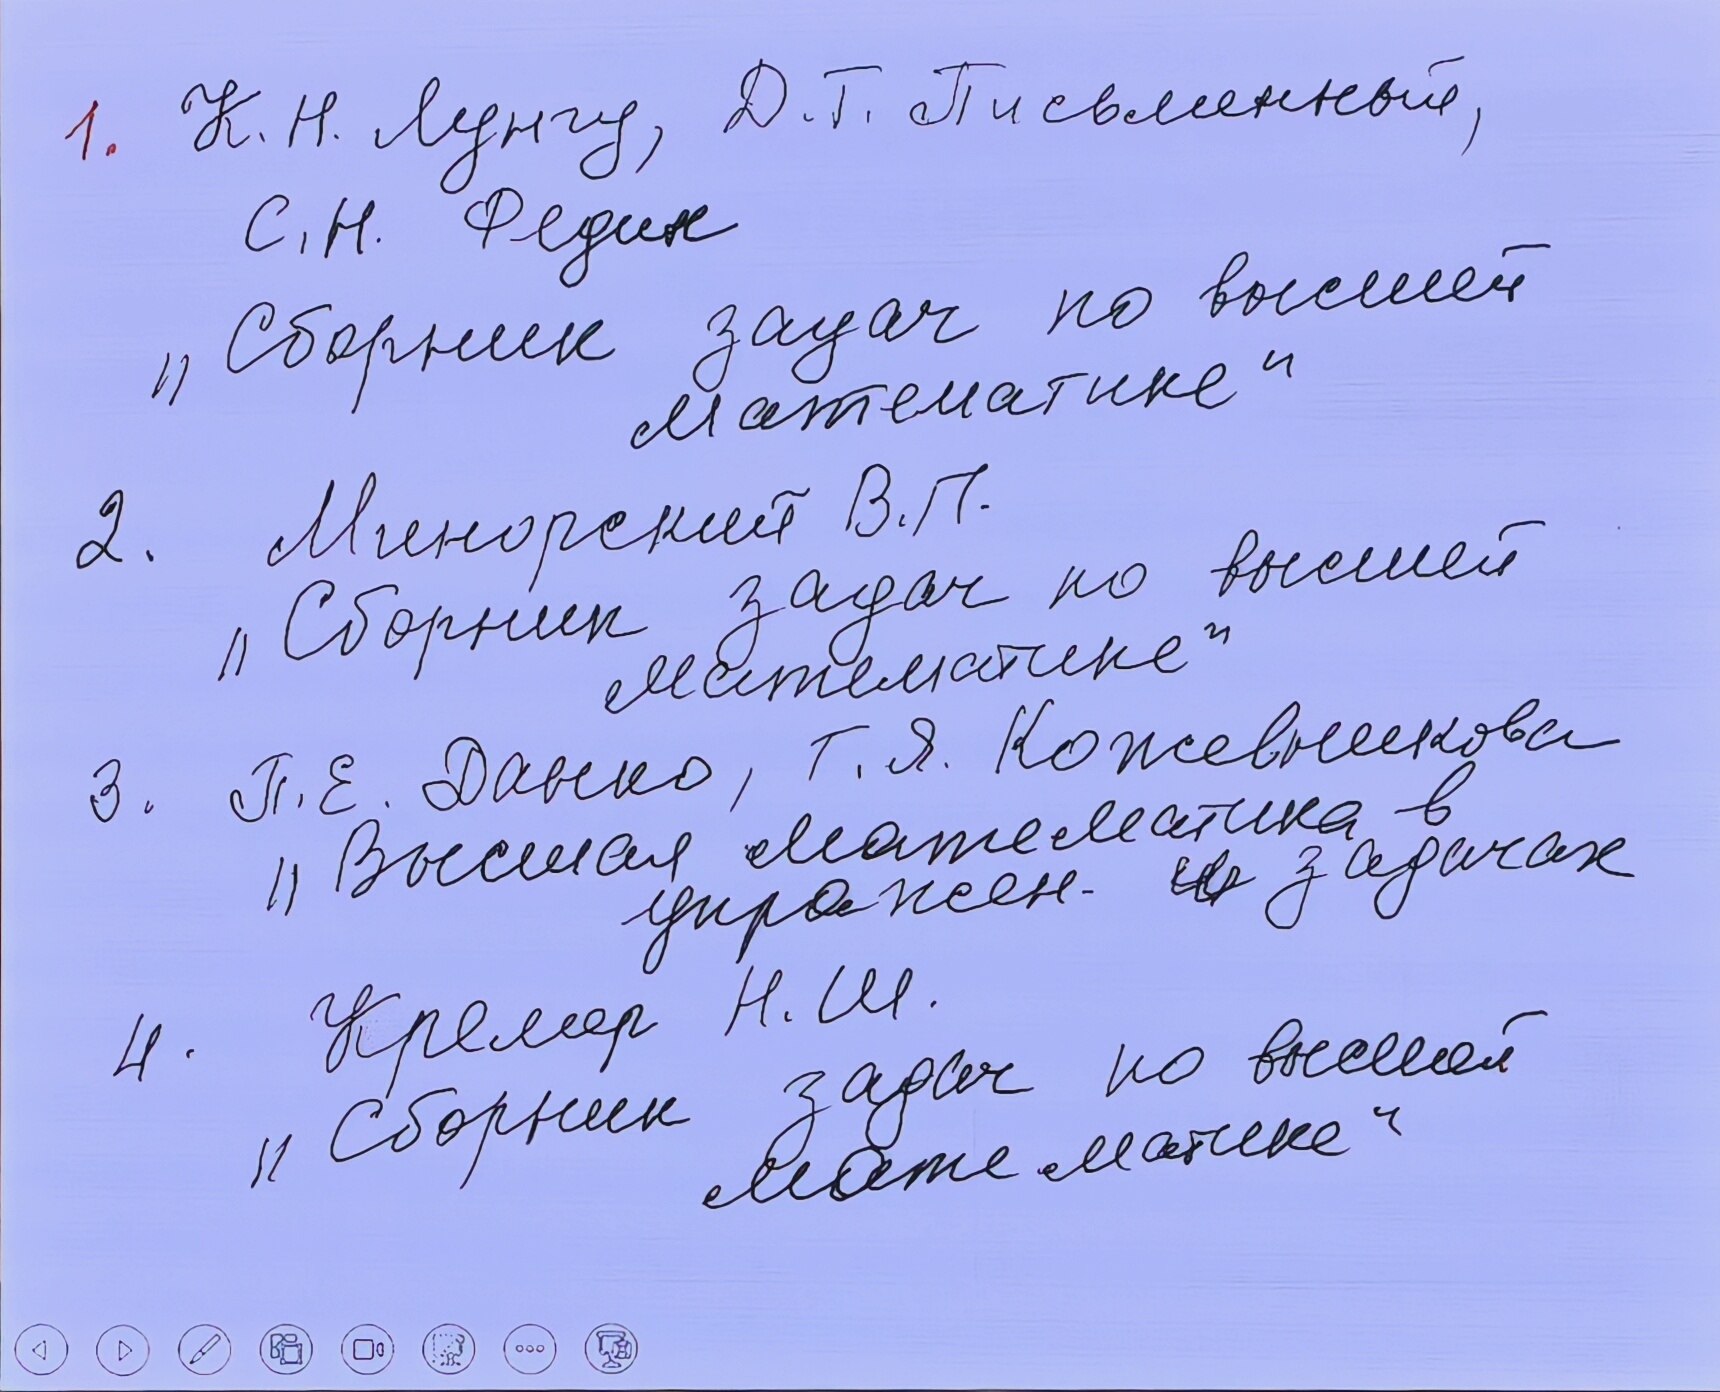 1. К.Н. Лунгу, Д.Т. Письменный,
С.Н. Федин
„Сборник задач по высшей
математике“
2. Минорский В.П.
„Сборник задач по высшей
математике“
3. П.Е. Данко, Т.Я. Кожевникова
„Высшая математика в
упражен. и задачах
4. Кремер Н.Ш.
„Сборник задач по высшей
математике“